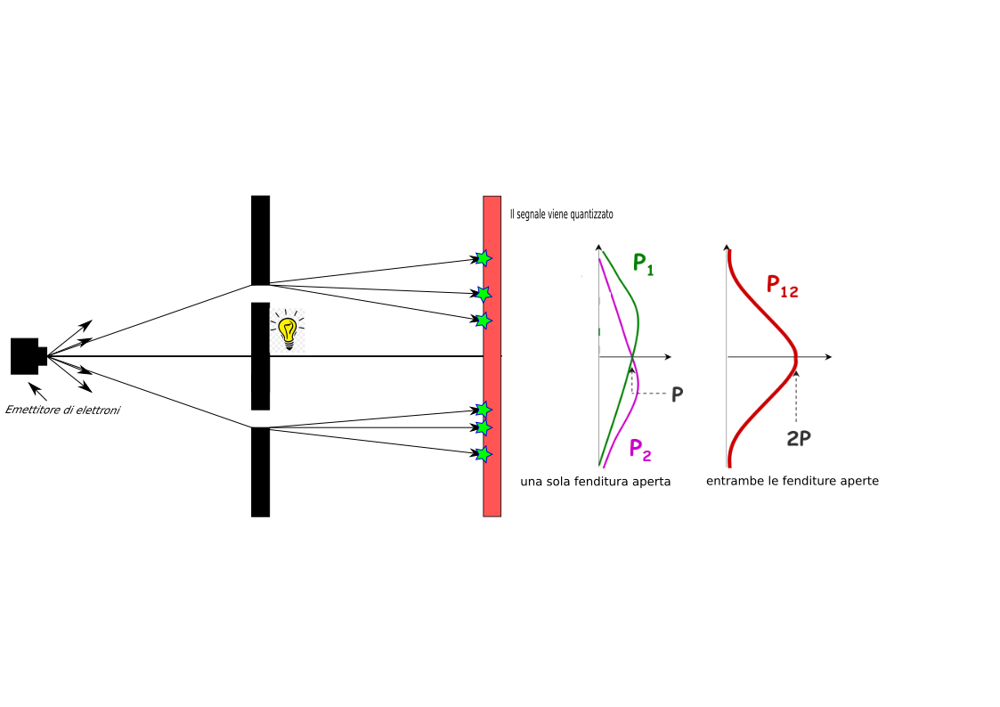 Il segnale viene quantizzato
P1
P12
Emettitore di elettroni
P
P2
2P
una sola fenditura aperta
entrambe le fenditure aperte